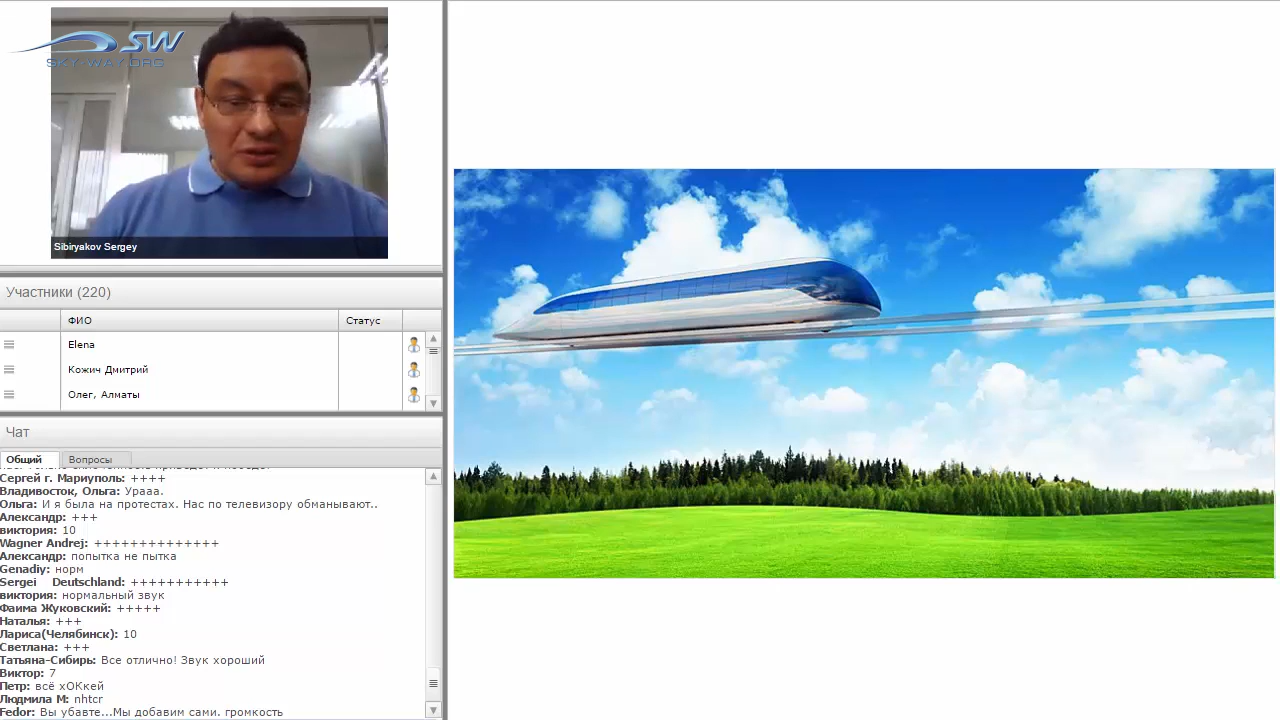 SW
SKY-WAY.ORG
Sibiryakov Sergey
Участники (220)
ФИО
Статус
Elena
Кожич Дмитрий
Олег, Алматы
Чат
Общий
Вопросы
Сергей г. Мариуполь: ++++
Владивосток, Ольга: Урааа.
Ольга: И я была на протестах. Нас по телевизору обманывают..
Александр: +++
виктория: 10
Wagner Andrej: ++++++++++++++
Александр: попытка не пытка
Genadiy: норм
Sergei Deutschland: +++++++++++
виктория: нормальный звук
Фаима Жуковский: +++++
Наталья: +++
Лариса(Челябинск): 10
Светлана: +++
Татьяна-Сибирь: Все отлично! Звук хороший
Виктор: 7
Петр: всё хОКкей
Людмила М: nhtcr
Fedor: Вы убавте...Мы добавим сами. громкость